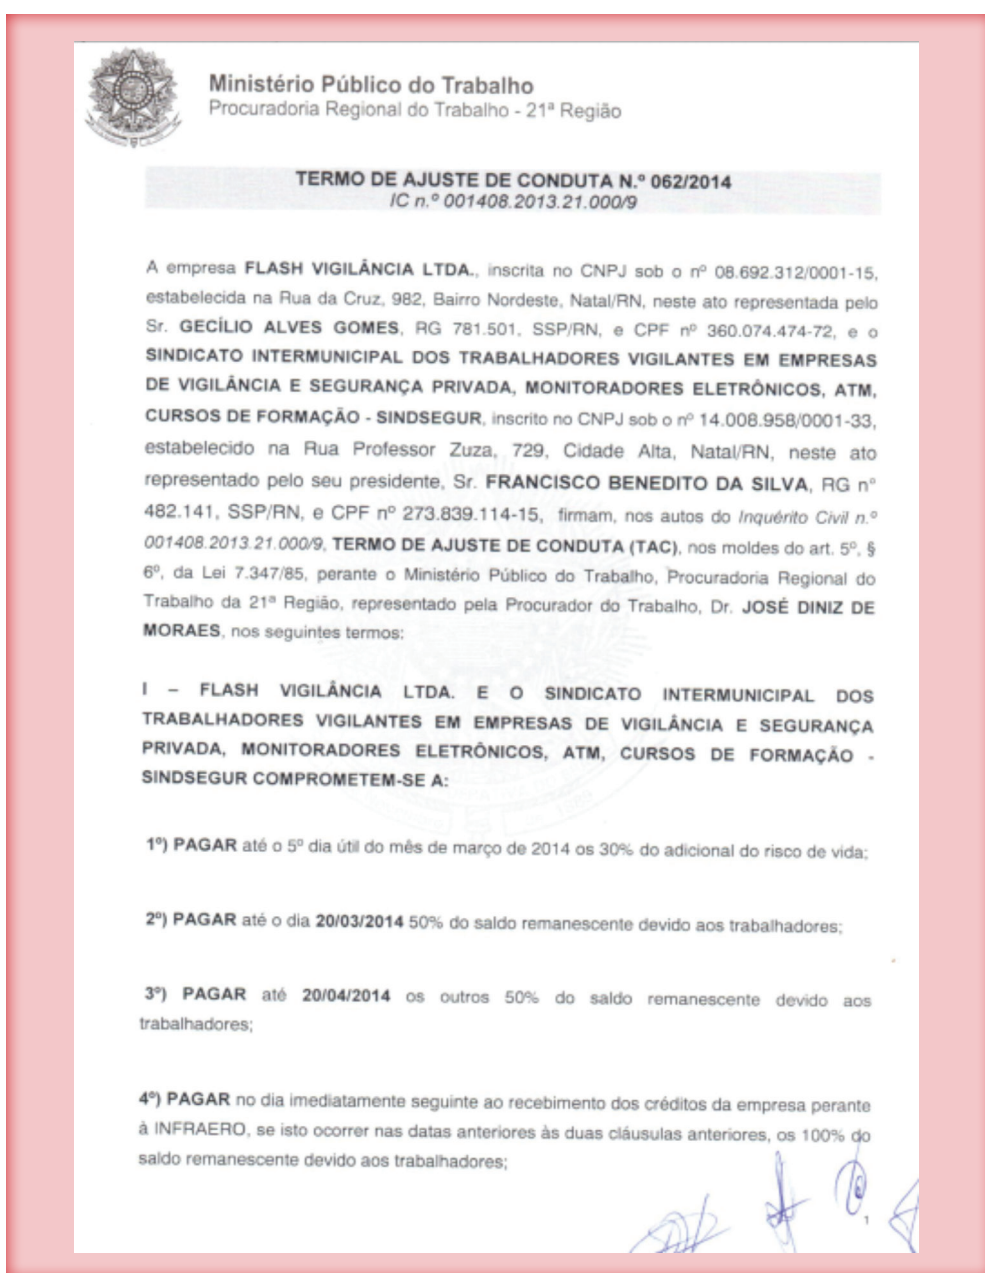 Ministério Público do Trabalho
Procuradoria Regional do Trabalho - 21ª Região
TERMO DE AJUSTE DE CONDUTA N.º 062/2014
IC n.º 001408.2013.21.000/9
A empresa FLASH VIGILÂNCIA LTDA., inscrita no CNPJ sob o nº 08.692.312/0001-15,
estabelecida na Rua da Cruz, 982, Bairro Nordeste, Natal/RN, neste ato representada pelo
Sr. GECÍLIO ALVES GOMES, RG 781.501, SSP/RN, e CPF nº 360.074.474-72, e o
SINDICATO INTERMUNICIPAL DOS TRABALHADORES VIGILANTES EM EMPRESAS
DE VIGILÂNCIA E SEGURANÇA PRIVADA, MONITORADORES ELETRÔNICOS, ATM,
CURSOS DE FORMAÇÃO - SINDSEGUR, inscrito no CNPJ sob o nº 14.008.958/0001-33,
estabelecido na Rua Professor Zuza, 729, Cidade Alta, Natal/RN, neste ato
representado pelo seu presidente, Sr. FRANCISCO BENEDITO DA SILVA, RG n°
482.141, SSP/RN, e CPF nº 273.839.114-15, firmam, nos autos do Inquérito Civil n.º
001408.2013.21.000/9, TERMO DE AJUSTE DE CONDUTA (TAC), nos moldes do art. 5º, §
6º, da Lei 7.347/85, perante o Ministério Público do Trabalho, Procuradoria Regional do
Trabalho da 21ª Região, representado pela Procurador do Trabalho, Dr. JOSÉ DINIZ DE
MORAES, nos seguintes termos:
I – FLASH VIGILÂNCIA LTDA. E O SINDICATO INTERMUNICIPAL DOS
TRABALHADORES VIGILANTES EM EMPRESAS DE VIGILÂNCIA E SEGURANÇA
PRIVADA, MONITORADORES ELETRÔNICOS, ATM, CURSOS DE FORMAÇÃO -
SINDSEGUR COMPROMETEM-SE A:
1º) PAGAR até o 5º dia útil do mês de março de 2014 os 30% do adicional do risco de vida;
2º) PAGAR até o dia 20/03/2014 50% do saldo remanescente devido aos trabalhadores;
3º) PAGAR até 20/04/2014 os outros 50% do saldo remanescente devido aos
trabalhadores;
4º) PAGAR no dia imediatamente seguinte ao recebimento dos créditos da empresa perante
à INFRAERO, se isto ocorrer nas datas anteriores às duas cláusulas anteriores, os 100% do
saldo remanescente devido aos trabalhadores;
1